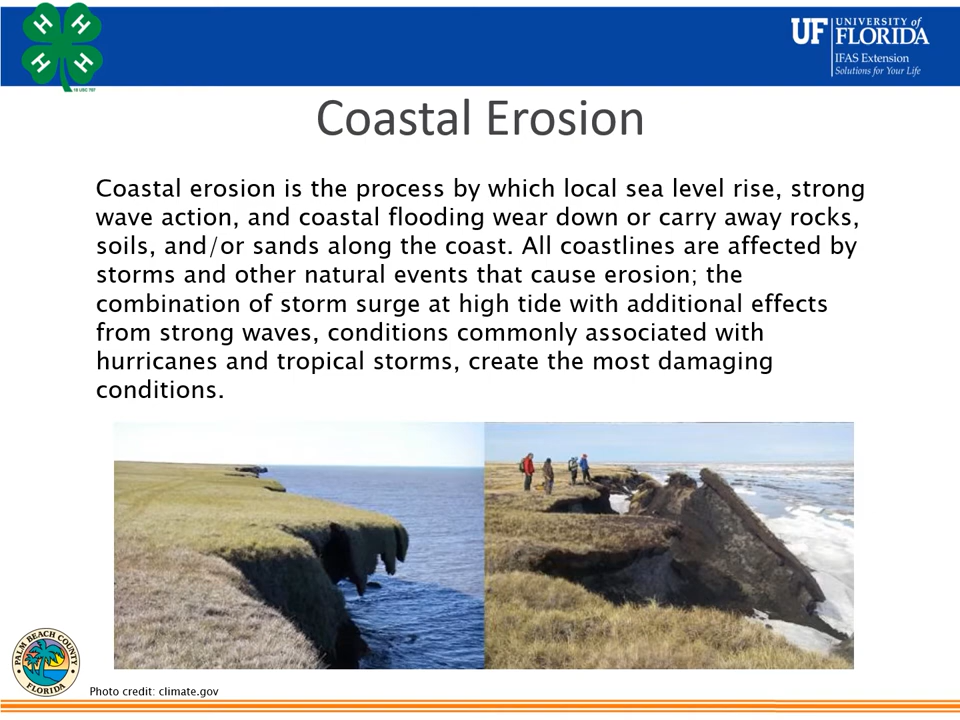 H H
H H
18 USC 707
UF
UNIVERSITY of
FLORIDA
IFAS Extension
Solutions for Your Life
Coastal Erosion
Coastal erosion is the process by which local sea level rise, strong
wave action, and coastal flooding wear down or carry away rocks,
soils, and/or sands along the coast. All coastlines are affected by
storms and other natural events that cause erosion; the
combination of storm surge at high tide with additional effects
from strong waves, conditions commonly associated with
hurricanes and tropical storms, create the most damaging
conditions.
PALM BEACH COUNTY
FLORIDA
Photo credit: climate.gov